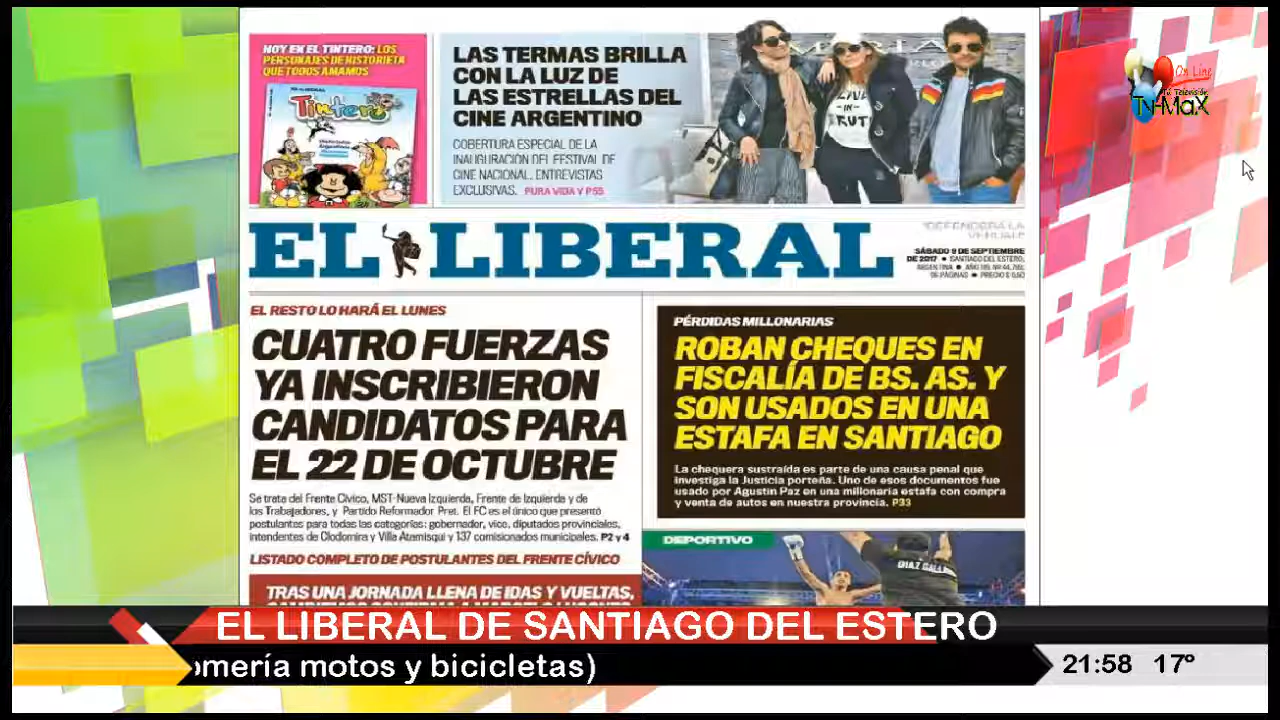 HOY EN EL TINTERO: LOS
PERSONAJES DE HISTORIETA
QUE TODOS AMAMOS
Tintero
LAS TERMAS BRILLA
CON LA LUZ DE
LAS ESTRELLAS DEL
CINE ARGENTINO
COBERTURA ESPECIAL DE LA
INAUGURACIÓN DEL FESTIVAL DE
CINE NACIONAL. ENTREVISTAS
EXCLUSIVAS. PURA VIDA Y P55
On Line
Tu Televisión
TV-MaX
EL LIBERAL
SÁBADO 9 DE SEPTIEMBRE
DE 2017 • SANTIAGO DEL ESTERO,
EL RESTO LO HARÁ EL LUNES
CUATRO FUERZAS
YA INSCRIBIERON
CANDIDATOS PARA
EL 22 DE OCTUBRE
Se trata del Frente Cívico, MST-Nueva Izquierda, Frente de Izquierda y de
los Trabajadores, y Partido Reformador Pret. El FC es el único que presentó
postulantes para todas las categorías: gobernador, vice, diputados provinciales,
intendentes de Clodomira y Villa Atamisqui y 137 comisionados municipales. P2 y 4
LISTADO COMPLETO DE POSTULANTES DEL FRENTE CÍVICO
TRAS UNA JORNADA LLENA DE IDAS Y VUELTAS,
PÉRDIDAS MILLONARIAS
ROBAN CHEQUES EN
FISCALÍA DE BS. AS. Y
SON USADOS EN UNA
ESTAFA EN SANTIAGO
La chequera sustraída es parte de una causa penal que
investiga la Justicia porteña. Uno de esos documentos fue
usado por Agustín Paz en una millonaria estafa con compra
y venta de autos en nuestra provincia. P33
DEPORTIVO
EL LIBERAL DE SANTIAGO DEL ESTERO
omería motos y bicicletas)
21:58 17º